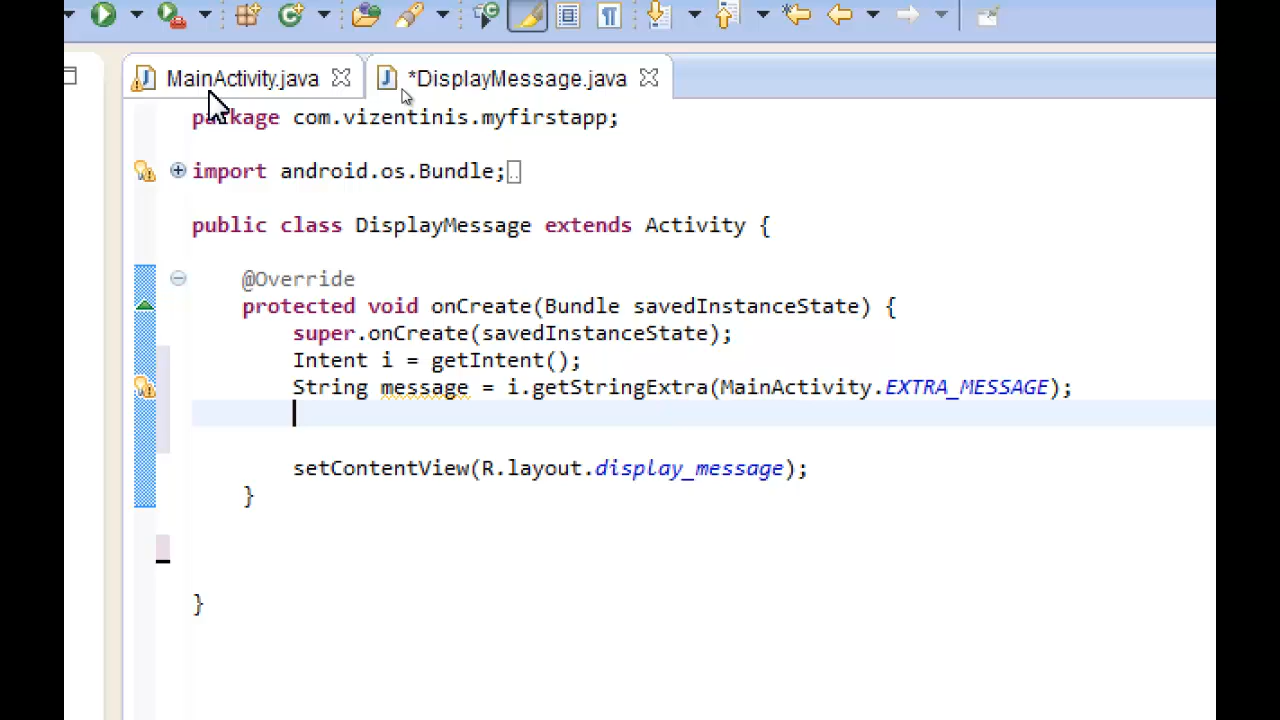 MainActivity.java
*DisplayMessage.java
package com.vizentinis.myfirstapp;
import android.os.Bundle;
public class DisplayMessage extends Activity {
@Override
protected void onCreate(Bundle savedInstanceState) {
super.onCreate(savedInstanceState);
Intent i = getIntent();
String message = i.getStringExtra(MainActivity.EXTRA_MESSAGE);
setContentView(R.layout.display_message);
}
}